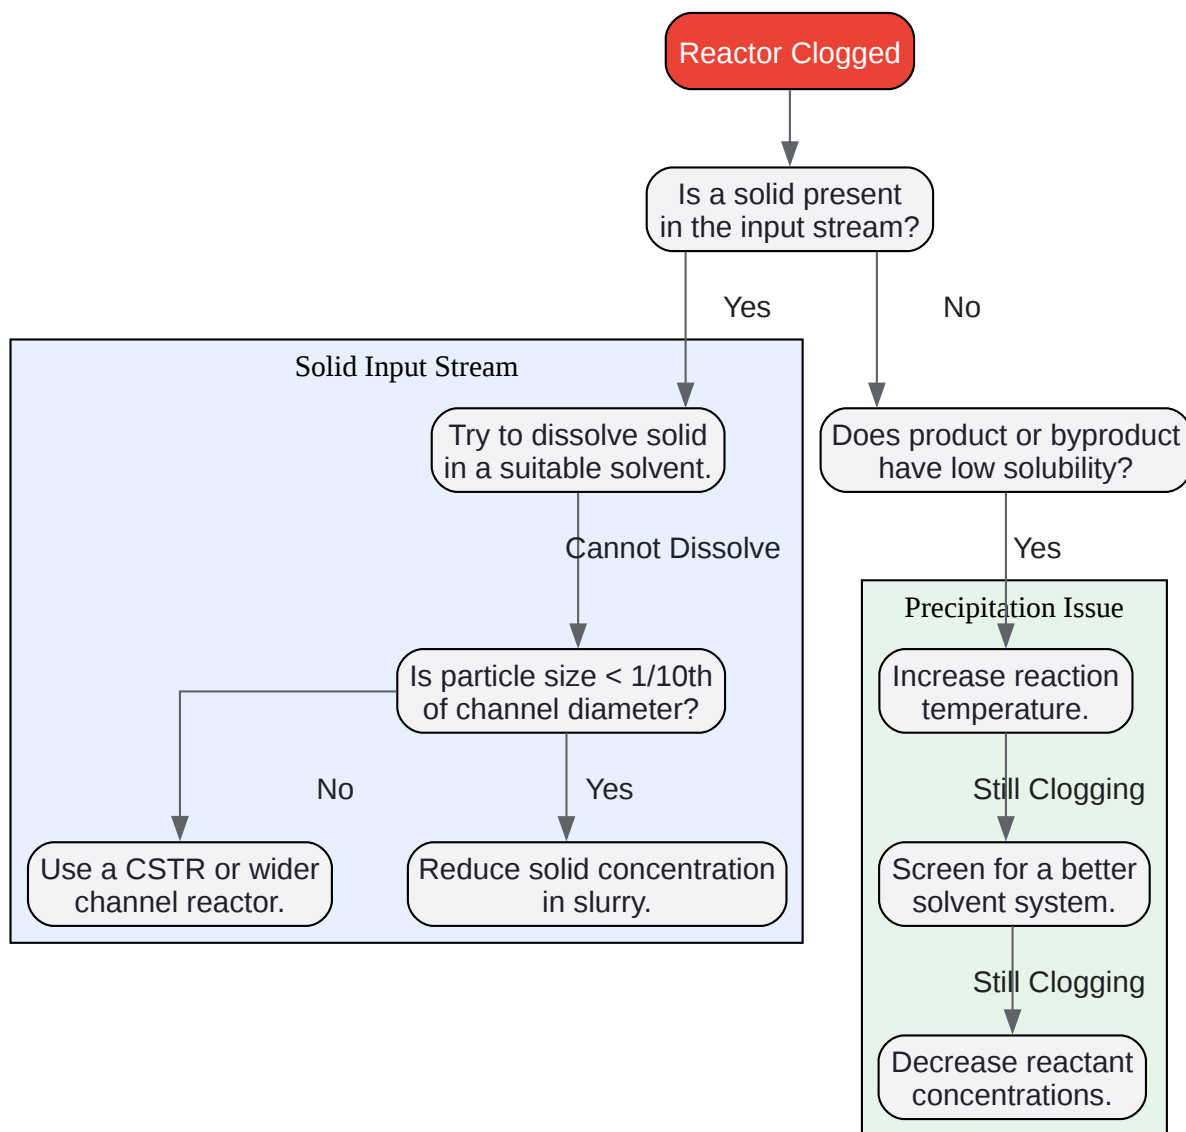 Reactor Clogged
Is a solid present
in the input stream?
Yes
No
Solid Input Stream
Try to dissolve solid
in a suitable solvent.
Does product or byproduct
have low solubility?
Cannot Dissolve
Yes
Precipitation Issue
Is particle size < 1/10th
of channel diameter?
Increase reaction
temperature.
No
Yes
Still Clogging
Use a CSTR or wider
channel reactor.
Reduce solid concentration
in slurry.
Screen for a better
solvent system.
Still Clogging
Decrease reactant
concentrations.